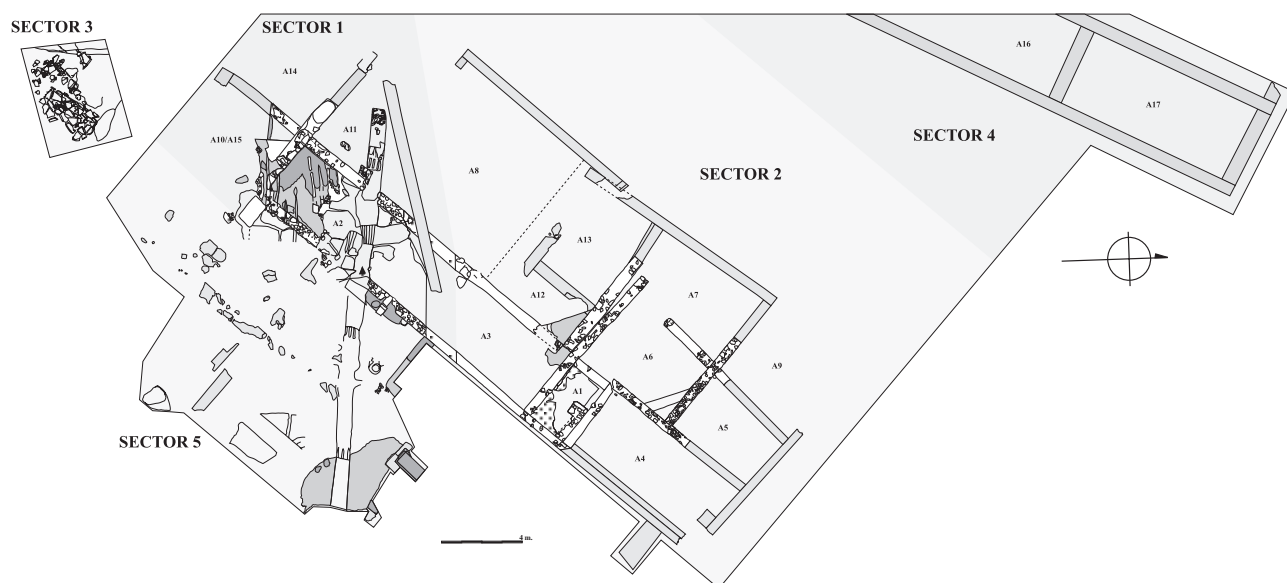 SECTOR 3
SECTOR 1
A14
A16
A17
A11
A10/A15
SECTOR 4
A8
SECTOR 2
A2
A13
A7
A12
A3
A6
A9
A1
A5
SECTOR 5
A4
4 m.